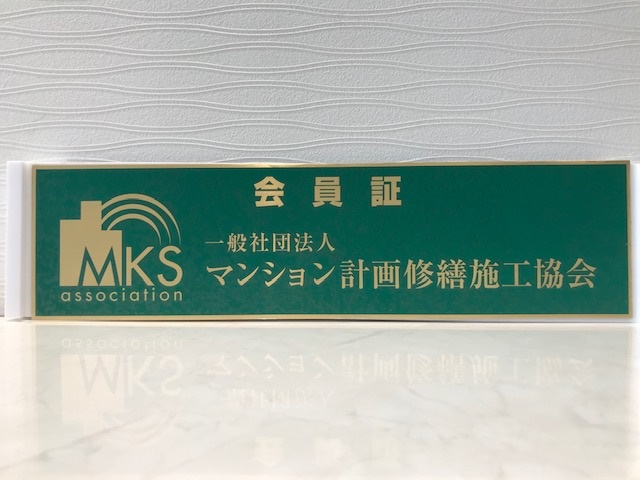 会員証
MKS
association
一般社団法人
マンション計画修繕施工協会